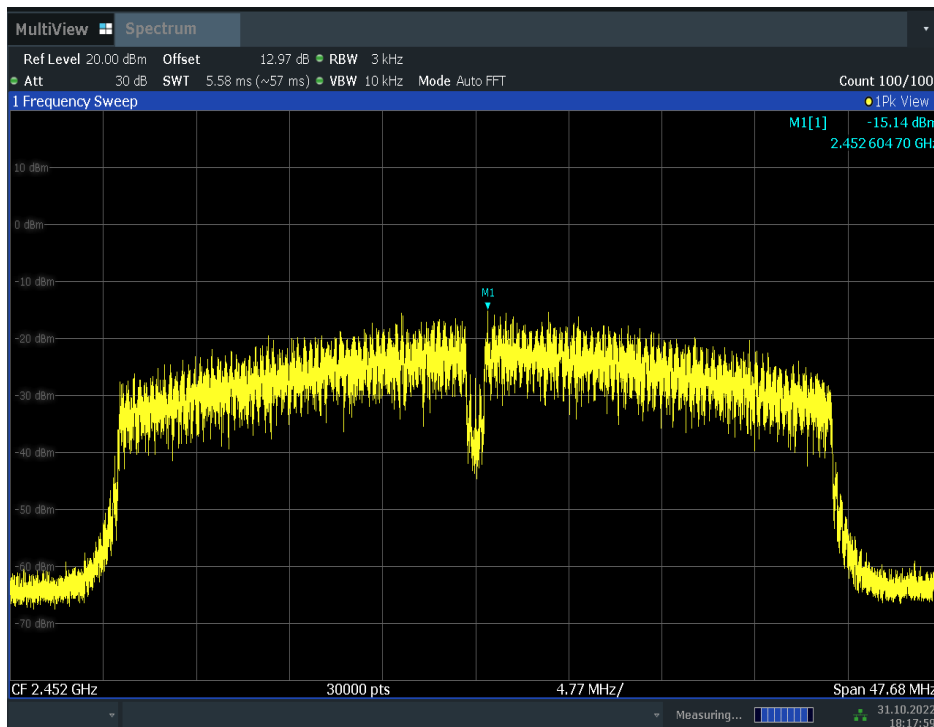 MultiView Spectrum
Ref Level 20.00 dBm Offset 12.97 dB RBW 3 kHz
Att 30 dB SWT 5.58 ms (~57 ms) VBW 10 kHz Mode Auto FFT Count 100/100
1 Frequency Sweep 1Pk View
M1[1] -15.14 dBm
2.452 604 70 GHz
10 dBm
0 dBm
M1
-10 dBm
-20 dBm
-30 dBm
-40 dBm
-50 dBm
-60 dBm
-70 dBm
CF 2.452 GHz 30000 pts 4.77 MHz/ Span 47.68 MHz
Measuring... 31.10.2022
18:17:50